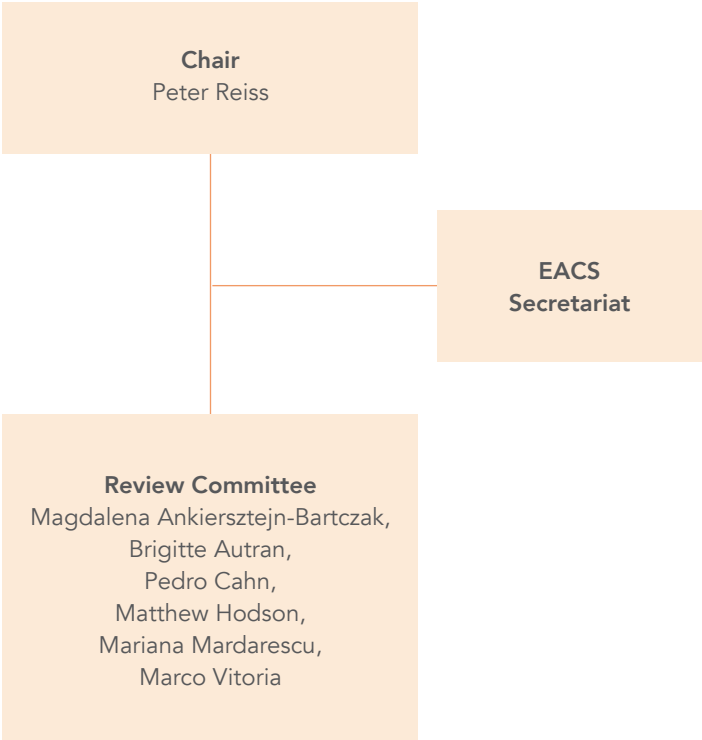 Chair
Peter Reiss
EACS
Secretariat
Review Committee
Magdalena Ankiersztejn-Bartczak,
Brigitte Autran,
Pedro Cahn,
Matthew Hodson,
Mariana Mardarescu,
Marco Vitoria